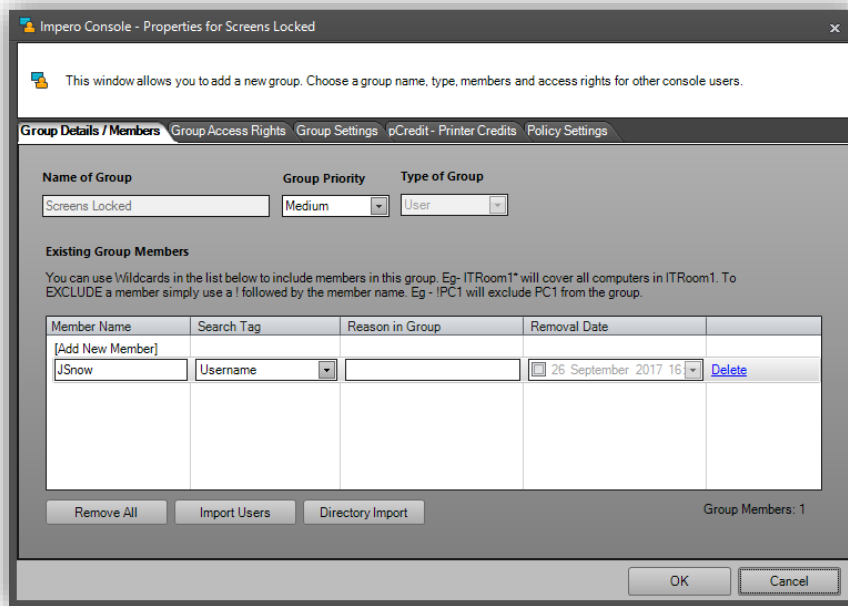 Impero Console - Properties for Screens Locked
This window allows you to add a new group. Choose a group name, type, members and access rights for other console users.
Group Details / Members Group Access Rights Group Settings pCredit - Printer Credits Policy Settings
Name of Group Group Priority Type of Group
Screens Locked Medium User
Existing Group Members
You can use Wildcards in the list below to include members in this group. Eg- ITRoom1* will cover all computers in ITRoom1. To
EXCLUDE a member simply use a ! followed by the member name. Eg - !PC1 will exclude PC1 from the group.
Member Name Search Tag Reason in Group Removal Date
[Add New Member]
JSnow Username 26 September 2017 16: Delete
Remove All Import Users Directory Import Group Members: 1
OK Cancel